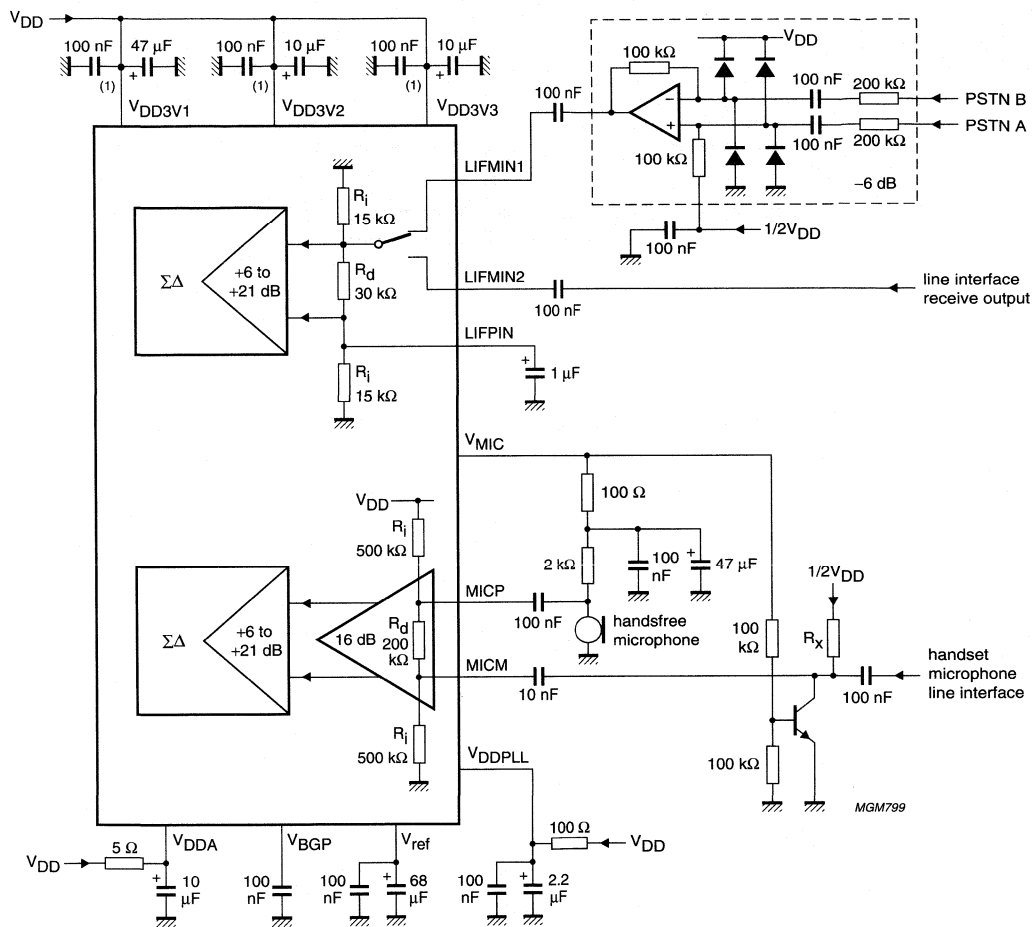 VDD
100 nF
47 μF
+
(1)
100 nF
10 μF
+
(1)
100 nF
10 μF
+
(1)
VDD3V1
VDD3V2
VDD3V3
100 kΩ
VDD
100 nF
200 kΩ
PSTN B
100 nF
−
+
100 nF
200 kΩ
PSTN A
100 kΩ
−6 dB
100 nF
1/2VDD
LIFMIN1
Ri
15 kΩ
ΣΔ
+6 to
+21 dB
Rd
30 kΩ
LIFMIN2
100 nF
line interface
receive output
LIFPIN
Ri
15 kΩ
+
1 μF
VMIC
100 Ω
VDD
Ri
500 kΩ
2 kΩ
100
nF
+
47 μF
1/2VDD
MICP
100 nF
handsfree
microphone
100
kΩ
Rx
ΣΔ
+6 to
+21 dB
16 dB
Rd
200
kΩ
MICM
10 nF
100 nF
handset
microphone
line interface
Ri
500 kΩ
VDDPLL
100 kΩ
MGM799
VDD
5 Ω
VDDA
VBGP
Vref
100 Ω
VDD
+
10
μF
100
nF
100
nF
+
68
μF
100
nF
+
2.2
μF